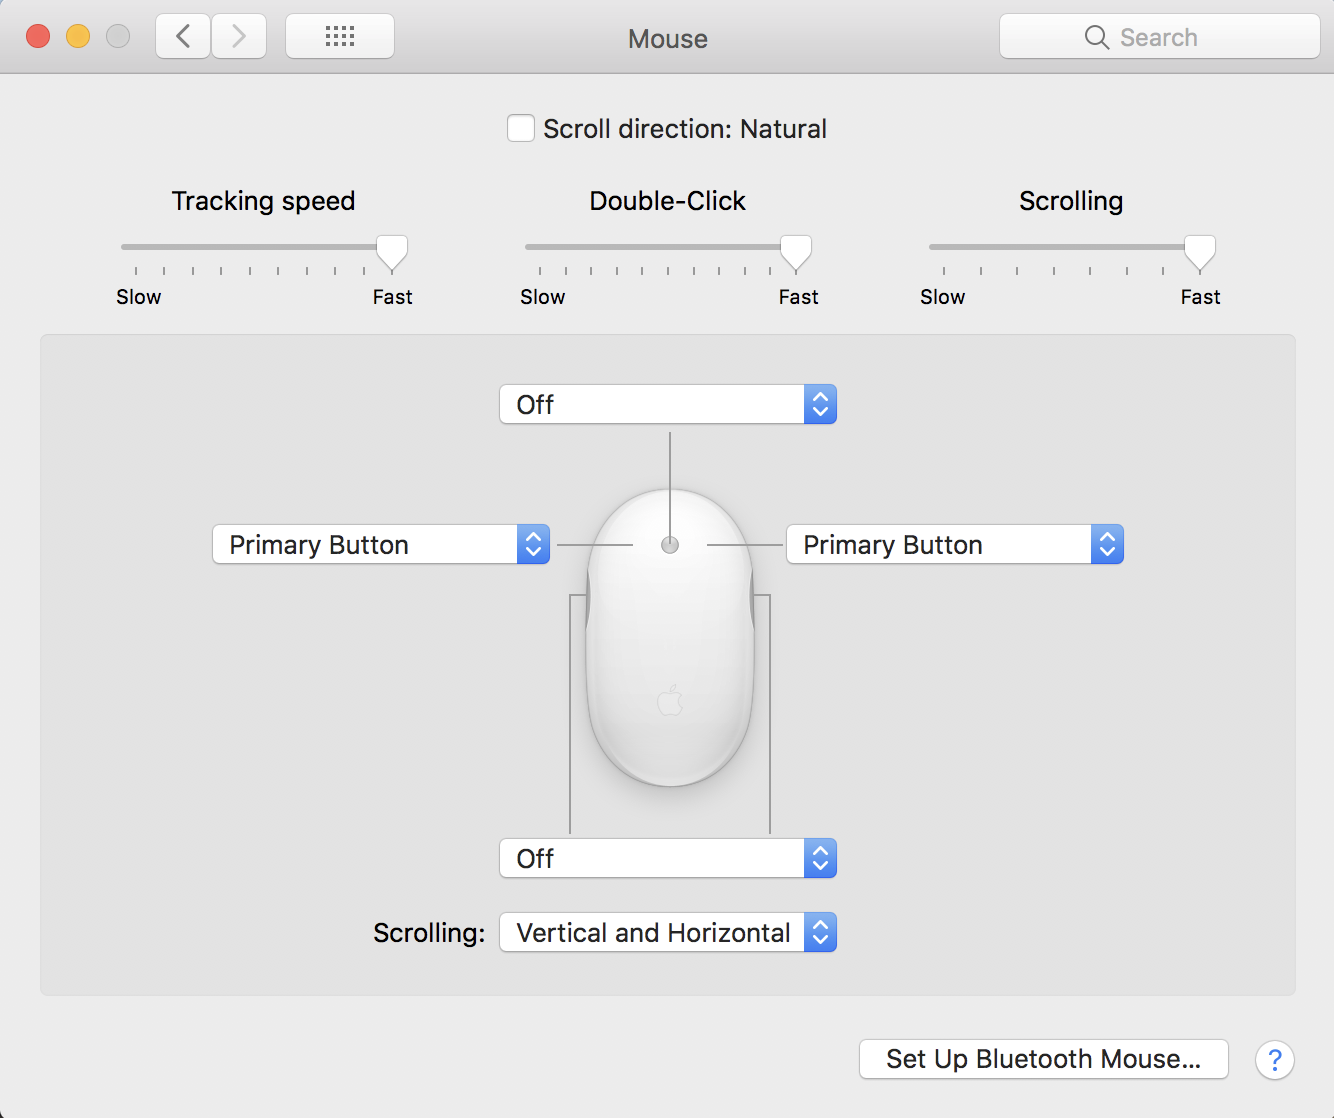 Mouse
Search
Scroll direction: Natural
Tracking speed
Double-Click
Scrolling
Slow
Fast
Slow
Fast
Slow
Fast
Off
Primary Button
Primary Button
Off
Scrolling: Vertical and Horizontal
Set Up Bluetooth Mouse...
?